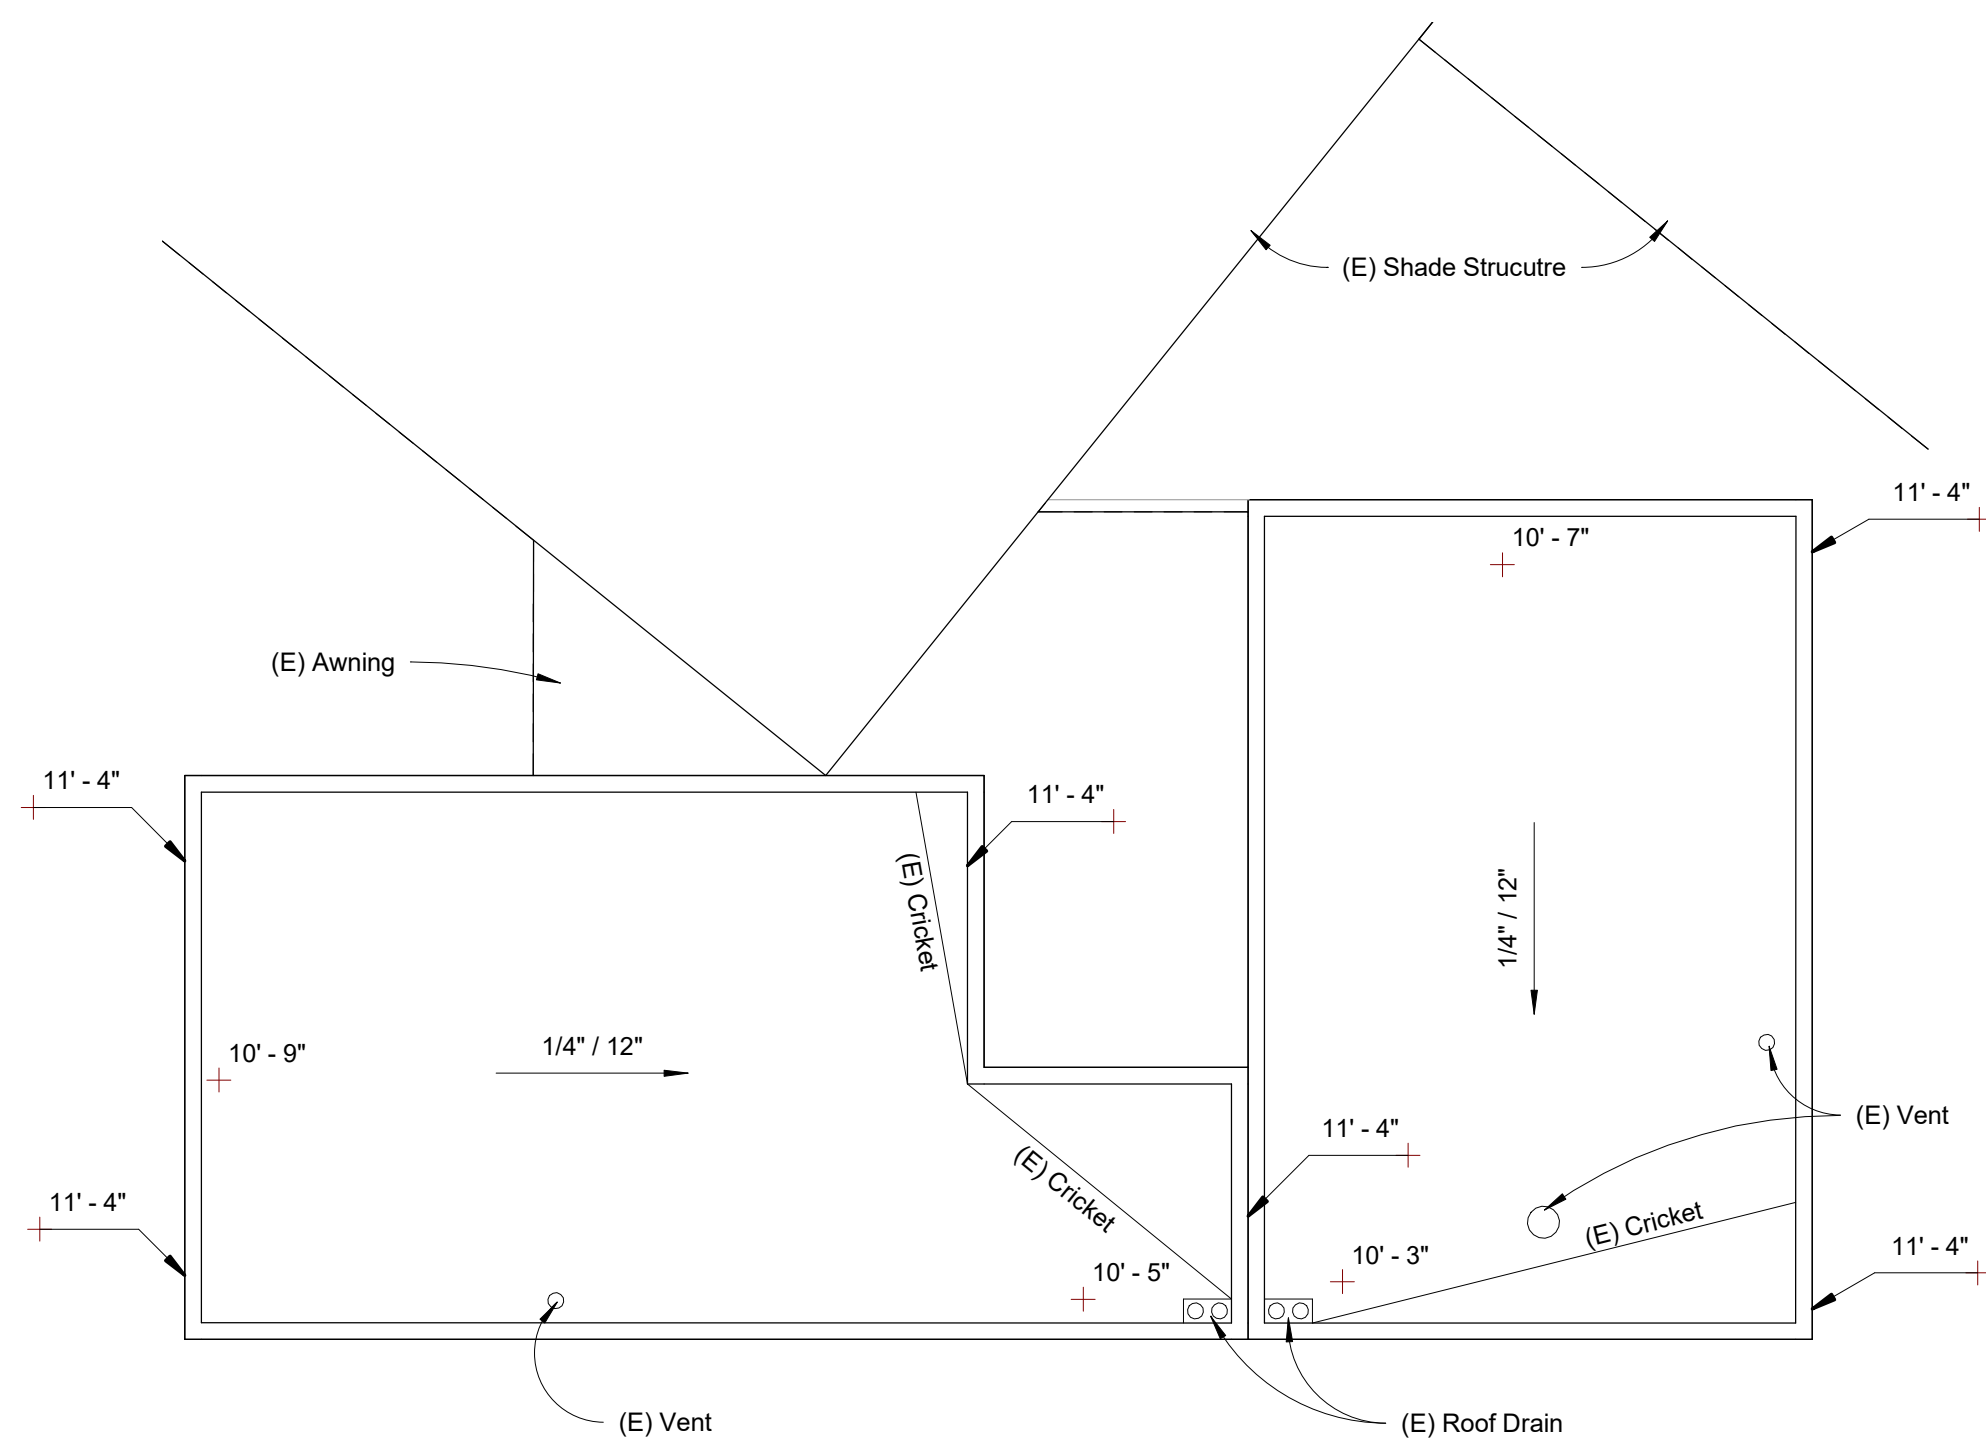 (E) Shade Strucutre
11' - 4"
10' - 7"
(E) Awning
11' - 4"
11' - 4"
(E) Cricket
1/4" / 12"
10' - 9"
1/4" / 12"
(E) Vent
11' - 4"
(E) Cricket
11' - 4"
(E) Cricket
10' - 5"
10' - 3"
11' - 4"
(E) Vent
(E) Roof Drain